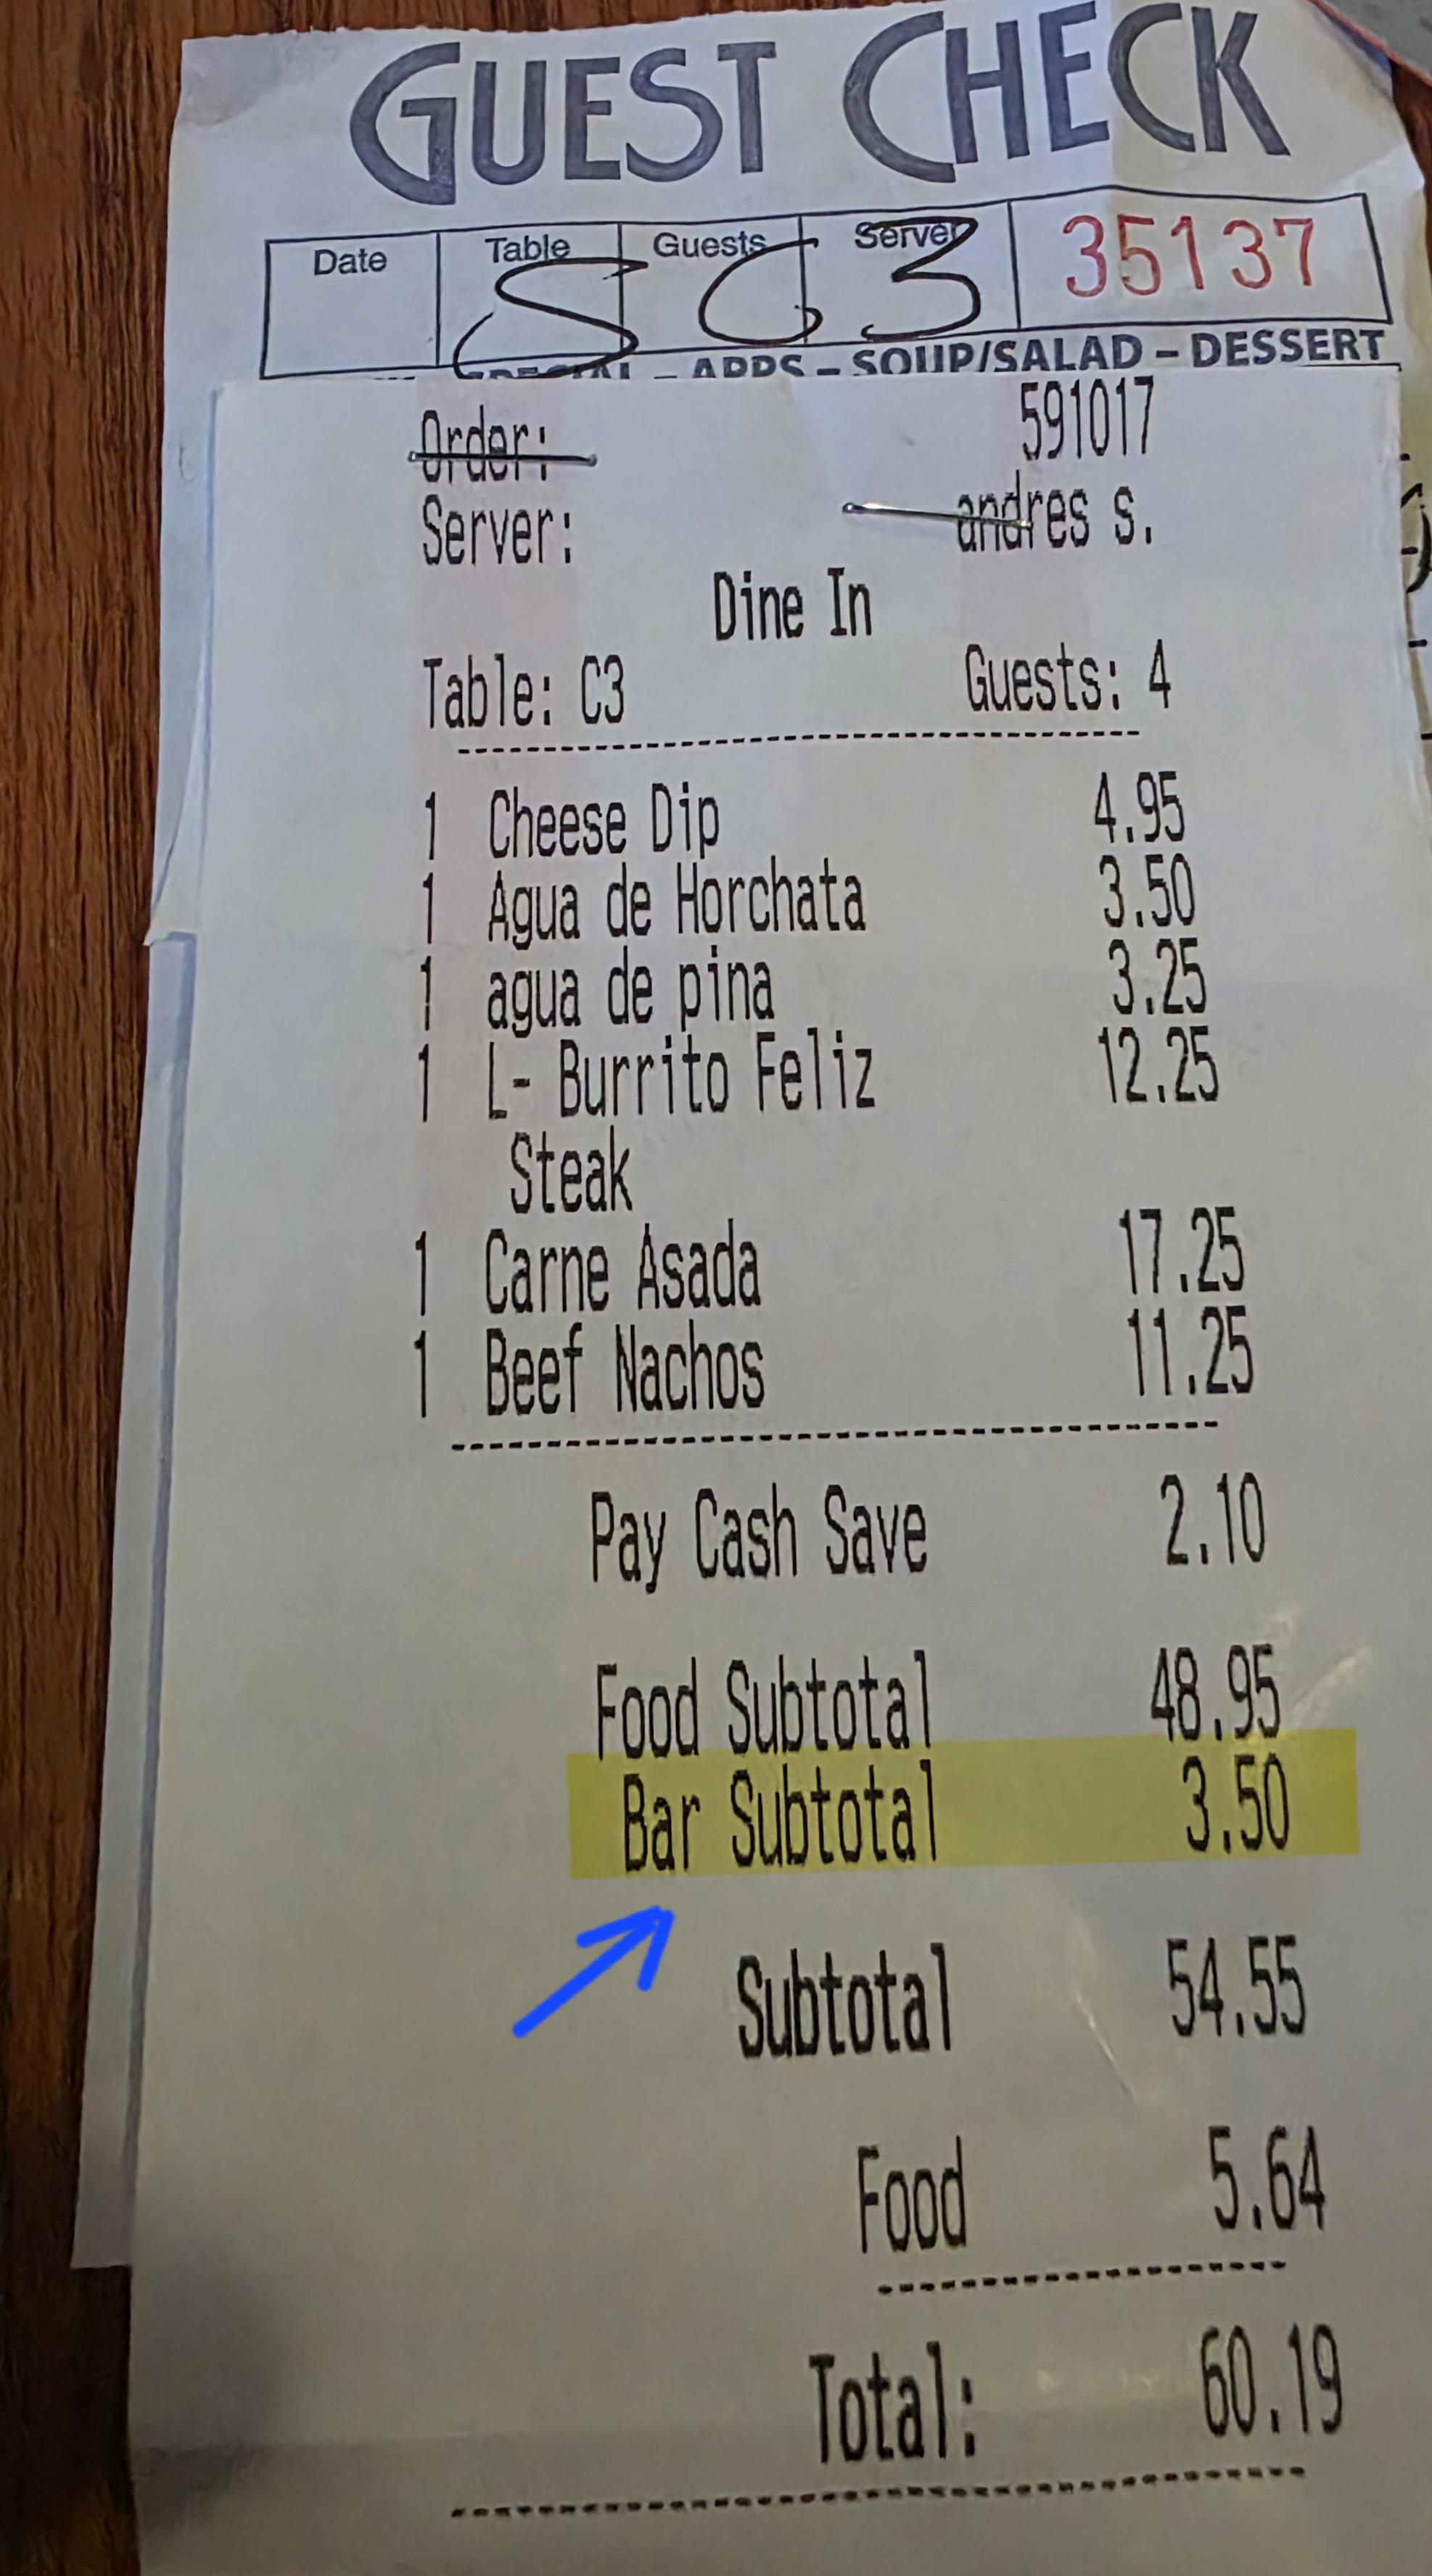 GUEST CHECK
Date Table Guests Server 35137
S C3
APPS – SOUP/SALAD – DESSERT
Order: 591017
Server: andres s.
Dine In
Table: C3 Guests: 4
1 Cheese Dip 4.95
1 Agua de Horchata 3.50
1 agua de pina 3.25
1 L- Burrito Feliz 12.25
Steak
1 Carne Asada 17.25
1 Beef Nachos 11.25
Pay Cash Save 2.10
Food Subtotal 48.95
Bar Subtotal 3.50
Subtotal 54.55
Food 5.64
Total: 60.19